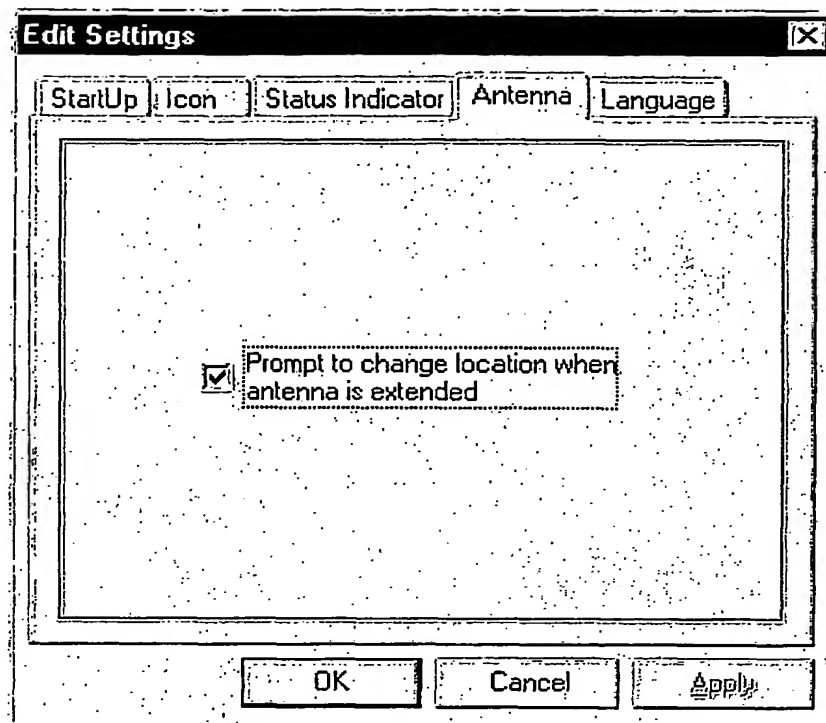 Edit Settings
StartUp Icon Status Indicator Antenna Language
Prompt to change location when
antenna is extended
OK Cancel Apply